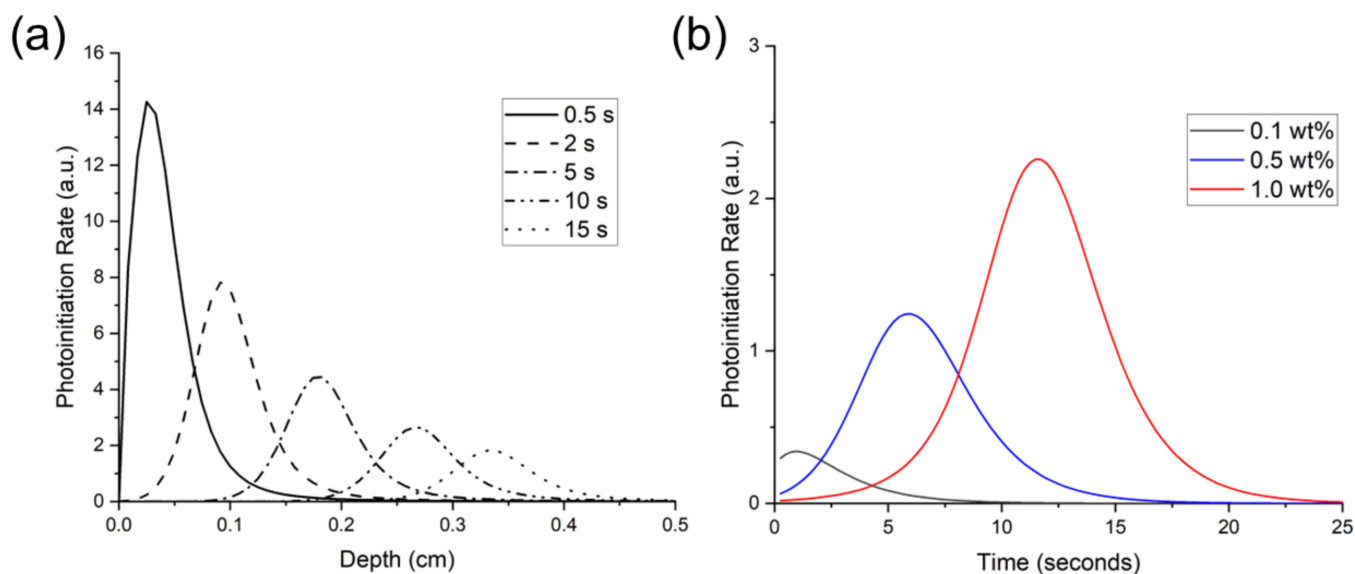 (a)
16
14
12
10
8
6
4
2
0
Photoinitiation Rate (a.u.)
0.0 0.1 0.2 0.3 0.4 0.5
Depth (cm)
0.5 s
2 s
5 s
10 s
15 s
(b)
3
2
1
0
Photoinitiation Rate (a.u.)
0 5 10 15 20 25
Time (seconds)
0.1 wt%
0.5 wt%
1.0 wt%